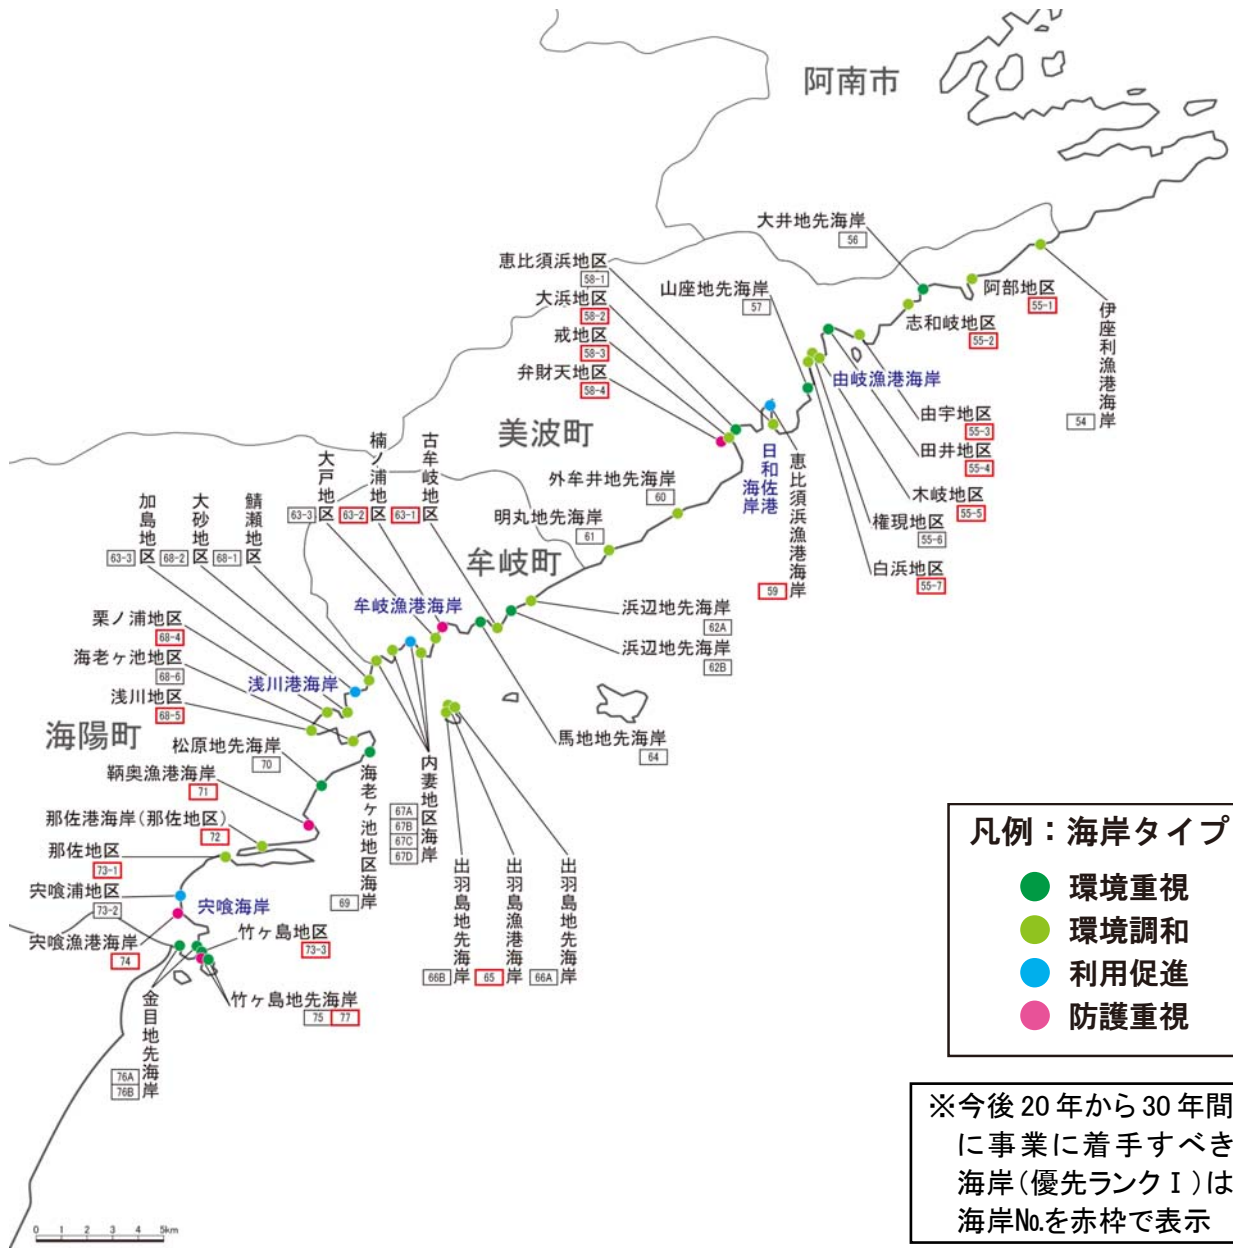 阿南市
大井地先海岸
56
恵比須浜地区
58-1
山座地先海岸
57
大浜地区
58-2
戒地区
58-3
弁財天地区
58-4
阿部地区
55-1
志和岐地区
55-2
伊座利漁港海岸
54
由岐漁港海岸
由宇地区
55-3
田井地区
55-4
木岐地区
55-5
権現地区
55-6
白浜地区
55-7
美波町
日和佐港海岸
恵比須浜漁港海岸
59
外牟井地先海岸
60
明丸地先海岸
61
牟岐町
古牟岐地区
63-1
楠ノ浦地区
63-2
大戸地区
63-3
鯖瀬地区
68-1
大砂地区
68-2
加島地区
63-3
牟岐漁港海岸
浜辺地先海岸
62A
浜辺地先海岸
62B
栗ノ浦地区
68-4
海老ヶ池地区
68-6
浅川地区
68-5
浅川港海岸
馬地地先海岸
64
海陽町
松原地先海岸
70
鞆奥漁港海岸
71
那佐港海岸(那佐地区)
72
那佐地区
73-1
宍喰浦地区
73-2
宍喰海岸
宍喰漁港海岸
74
竹ヶ島地区
73-3
竹ヶ島地先海岸
75
77
金目地先海岸
76A
76B
海老ヶ池地区海岸
69
内妻地区海岸
67A
67B
67C
67D
出羽島地先海岸
66B
出羽島漁港海岸
65
出羽島地先海岸
66A
凡例：海岸タイプ
環境重視
環境調和
利用促進
防護重視
※今後20年から30年間
に事業に着手すべき
海岸(優先ランクⅠ)は
海岸№を赤枠で表示
0 1 2 3 4 5km